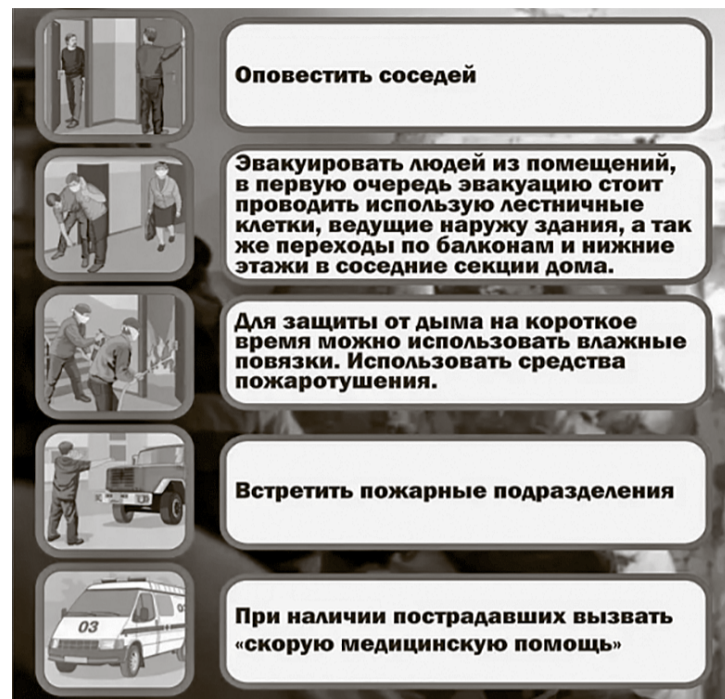 Оповестить соседей
Эвакуировать людей из помещений,
в первую очередь эвакуацию стоит
проводить использую лестничные
клетки, ведущие наружу здания, а так
же переходы по балконам и нижние
этажи в соседние секции дома.
Для защиты от дыма на короткое
время можно использовать влажные
повязки. Использовать средства
пожаротушения.
Встретить пожарные подразделения
03
При наличии пострадавших вызвать
«скорую медицинскую помощь»